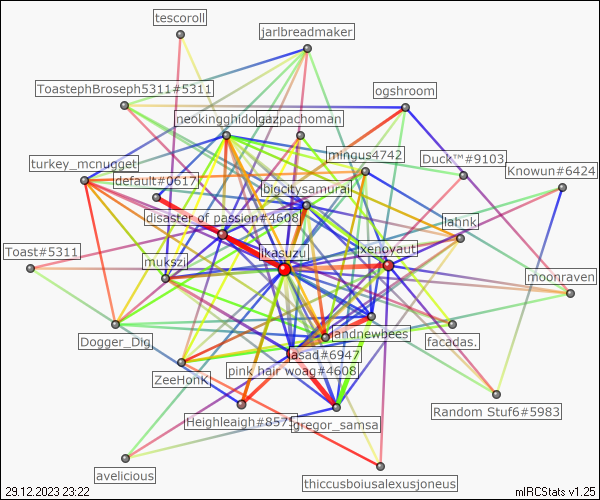 tescoroll
jarlbreadmaker
ToastephBroseph5311#5311
ogshroom
neokingghidorah
gazpachoman
mingus4742
Duck™#9103
turkey_mcnugget
Knowun#6424
default#0617
bigcitysamurai
disaster of passion#4608
lahnk
Toast#5311
mukszi
ikasuzu
xenoyaut
moonraven
Dogger_Dig
landnewbees
facadas.
asad#6947
ZeeHonK
pink hair woag#4608
Random Stuf6#5983
Heighleaigh#8575
gregor_samsa
avelicious
thiccusboiusalexusjoneus
29.12.2023 23:22
mIRCStats v1.25